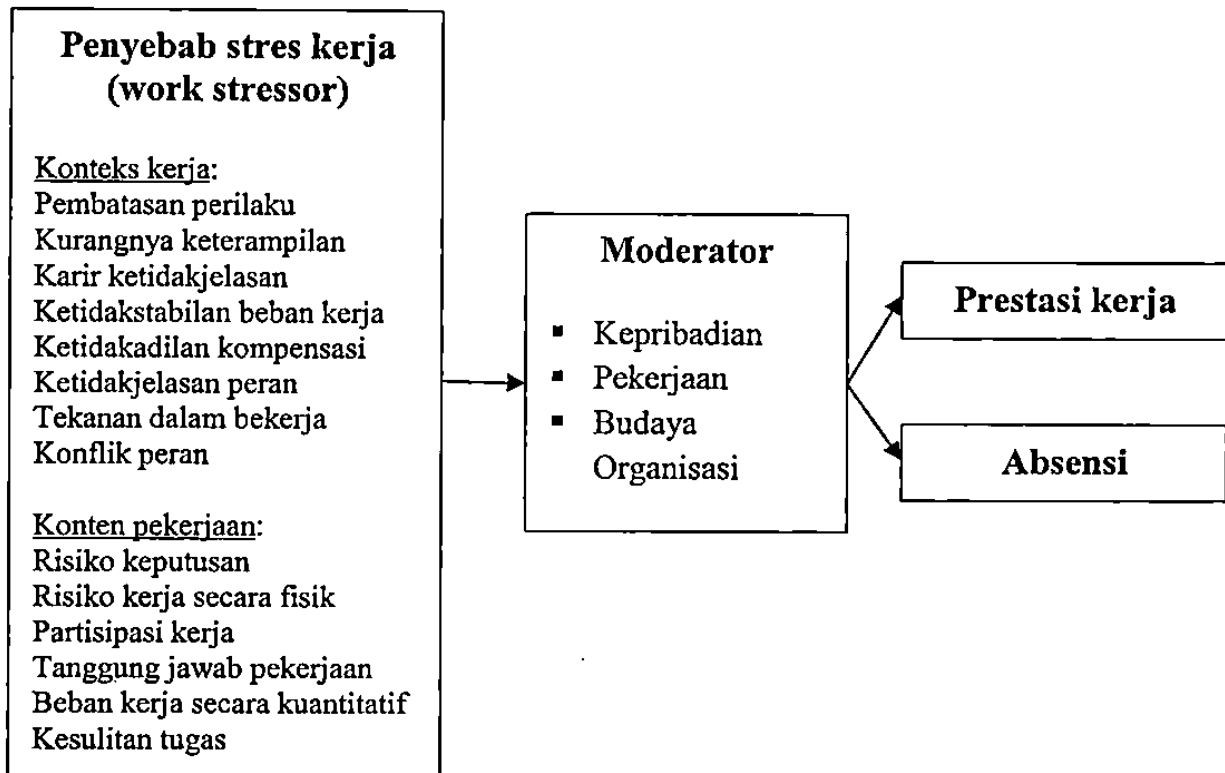 Penyebab stres kerja
(work stressor)
Konteks kerja:
Pembatasan perilaku
Kurangnya keterampilan
Karir ketidakjelasan
Ketidakstabilan beban kerja
Ketidakadilan kompensasi
Ketidakjelasan peran
Tekanan dalam bekerja
Konflik peran
Konten pekerjaan:
Risiko keputusan
Risiko kerja secara fisik
Partisipasi kerja
Tanggung jawab pekerjaan
Beban kerja secara kuantitatif
Kesulitan tugas
Moderator
▪ Kepribadian
▪ Pekerjaan
▪ Budaya
Organisasi
Prestasi kerja
Absensi